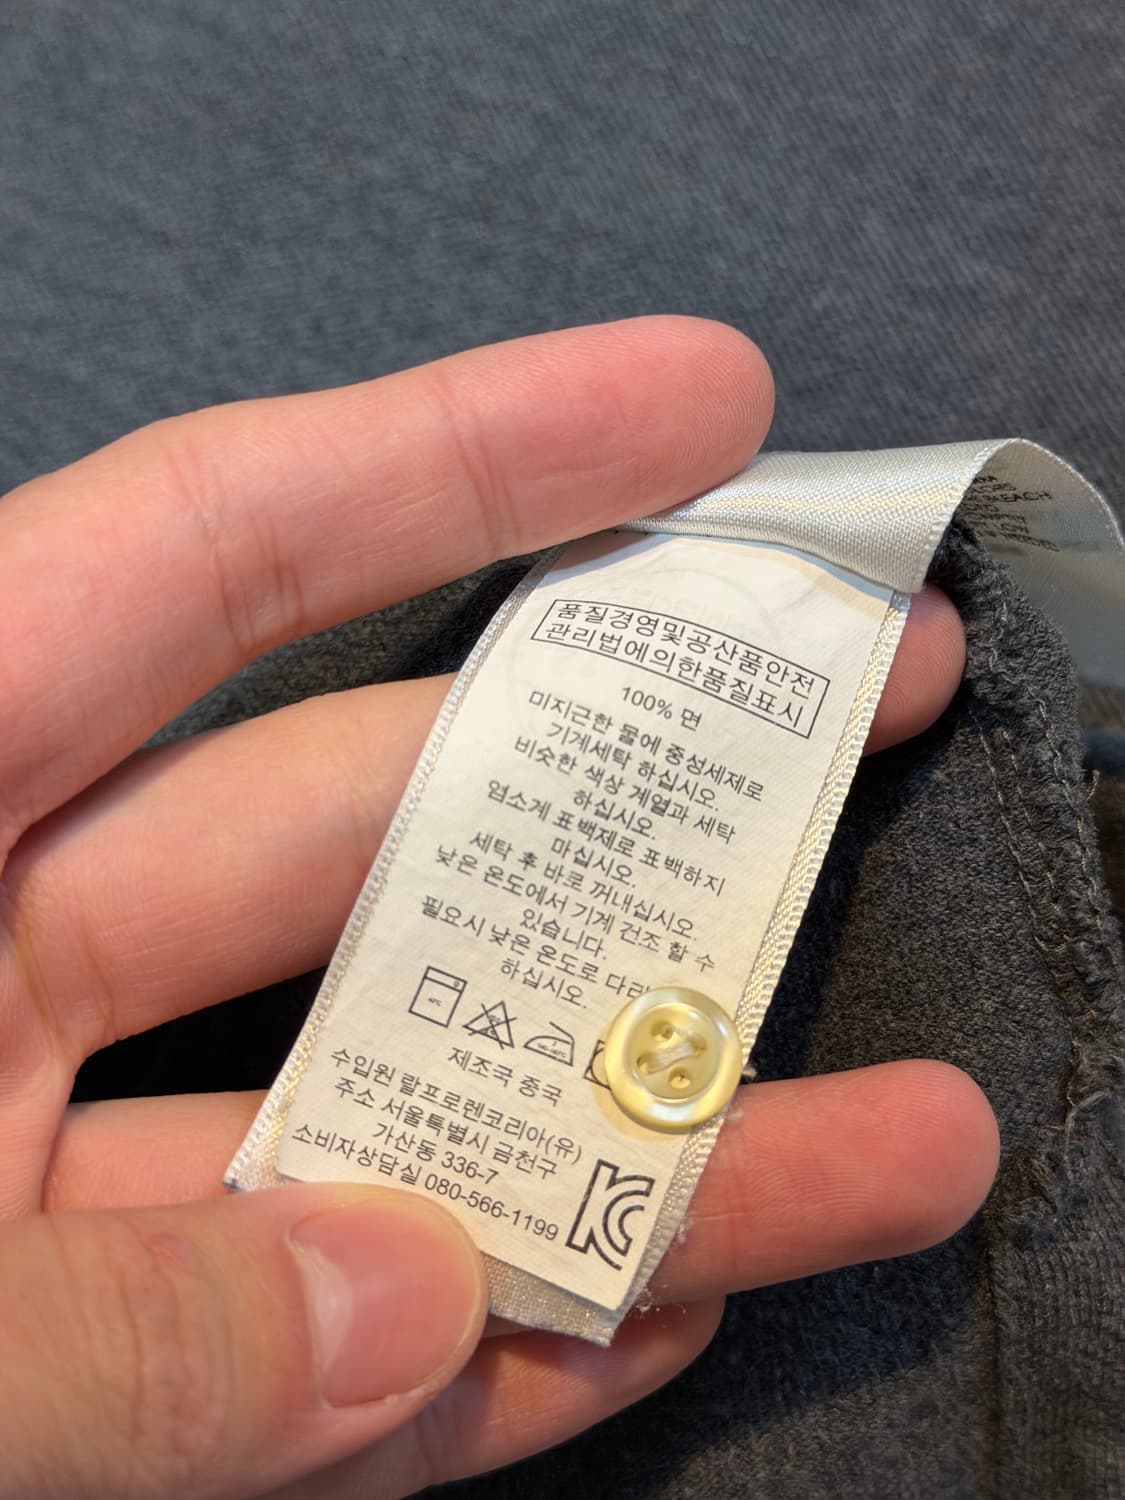 품질경영및공산품안전
관리법에의한품질표시
100% 면
미지근한 물에 중성세제로
기계세탁 하십시오.
비슷한 색상 계열과 세탁
하십시오.
염소계 표백제로 표백하지
마십시오.
세탁 후 바로 꺼내십시오.
낮은 온도에서 기계 건조 할 수
있습니다.
필요시 낮은 온도로
하십시오.
제조국 중국
수입원 랄프로렌코리아(유)
주소 서울특별시 금천구
가산동 336-7
소비자상담실 080-566-1199
BLEACH